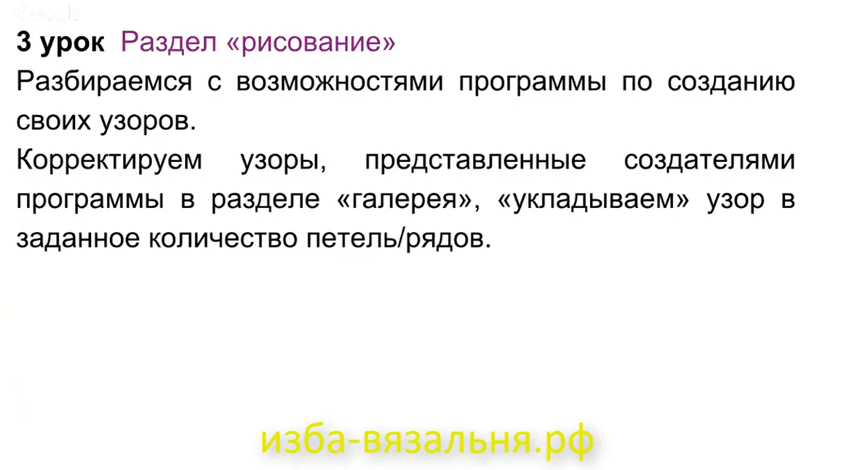 Google
3 урок Раздел «рисование»
Разбираемся с возможностями программы по созданию
своих узоров.
Корректируем узоры, представленные создателями
программы в разделе «галерея», «укладываем» узор в
заданное количество петель/рядов.
изба-вязальня.рф